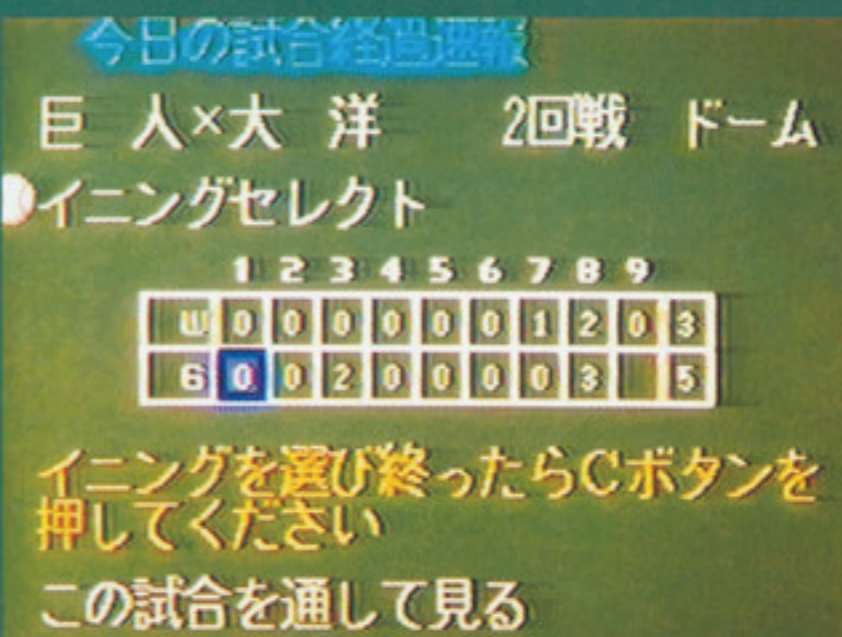 今日の試合経過速報
巨 人×大 洋 2回戦 ドーム
イニングセレクト
1 2 3 4 5 6 7 8 9
W 0 0 0 0 0 0 1 2 0 3
G 0 0 2 0 0 0 0 3 5
イニングを選び終ったらCボタンを
押してください
この試合を通して見る